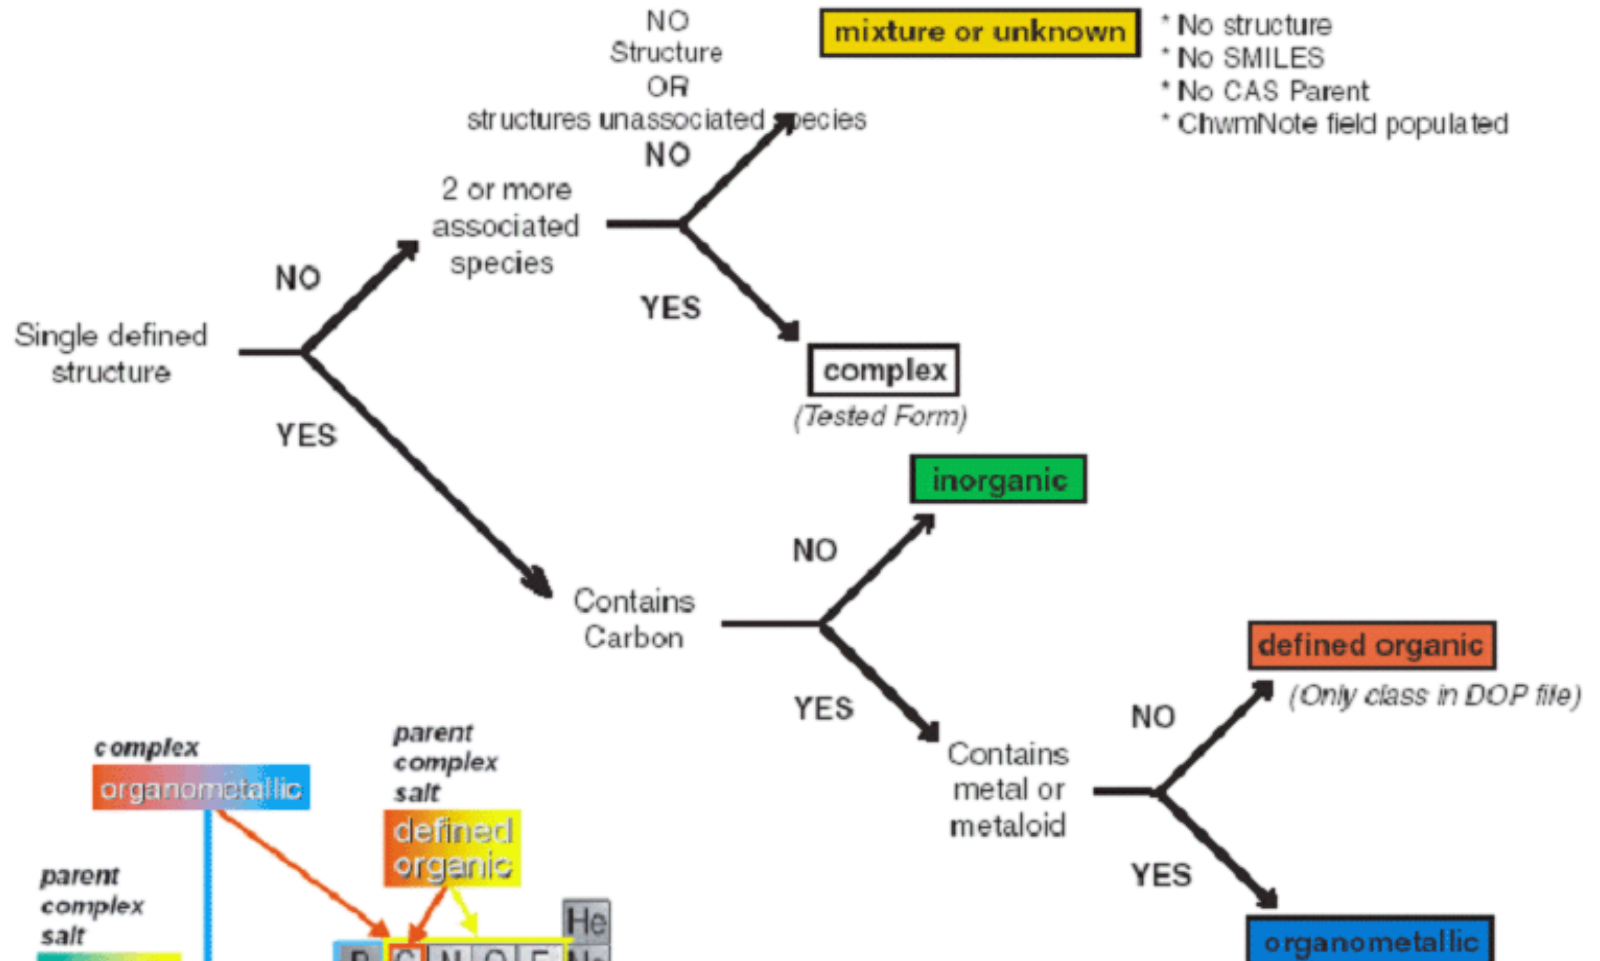 NO
Structure
OR
structures unassociated species
NO
mixture or unknown
* No structure
* No SMILES
* No CAS Parent
* ChwmNote field populated
2 or more
associated
species
NO
YES
Single defined
structure
YES
complex
(Tested Form)
inorganic
NO
Contains
Carbon
YES
defined organic
(Only class in DOP file)
NO
Contains
metal or
metaloid
YES
organometallic
complex
organometallic
parent
complex
salt
defined
organic
parent
complex
salt
He
B C N O F Ne